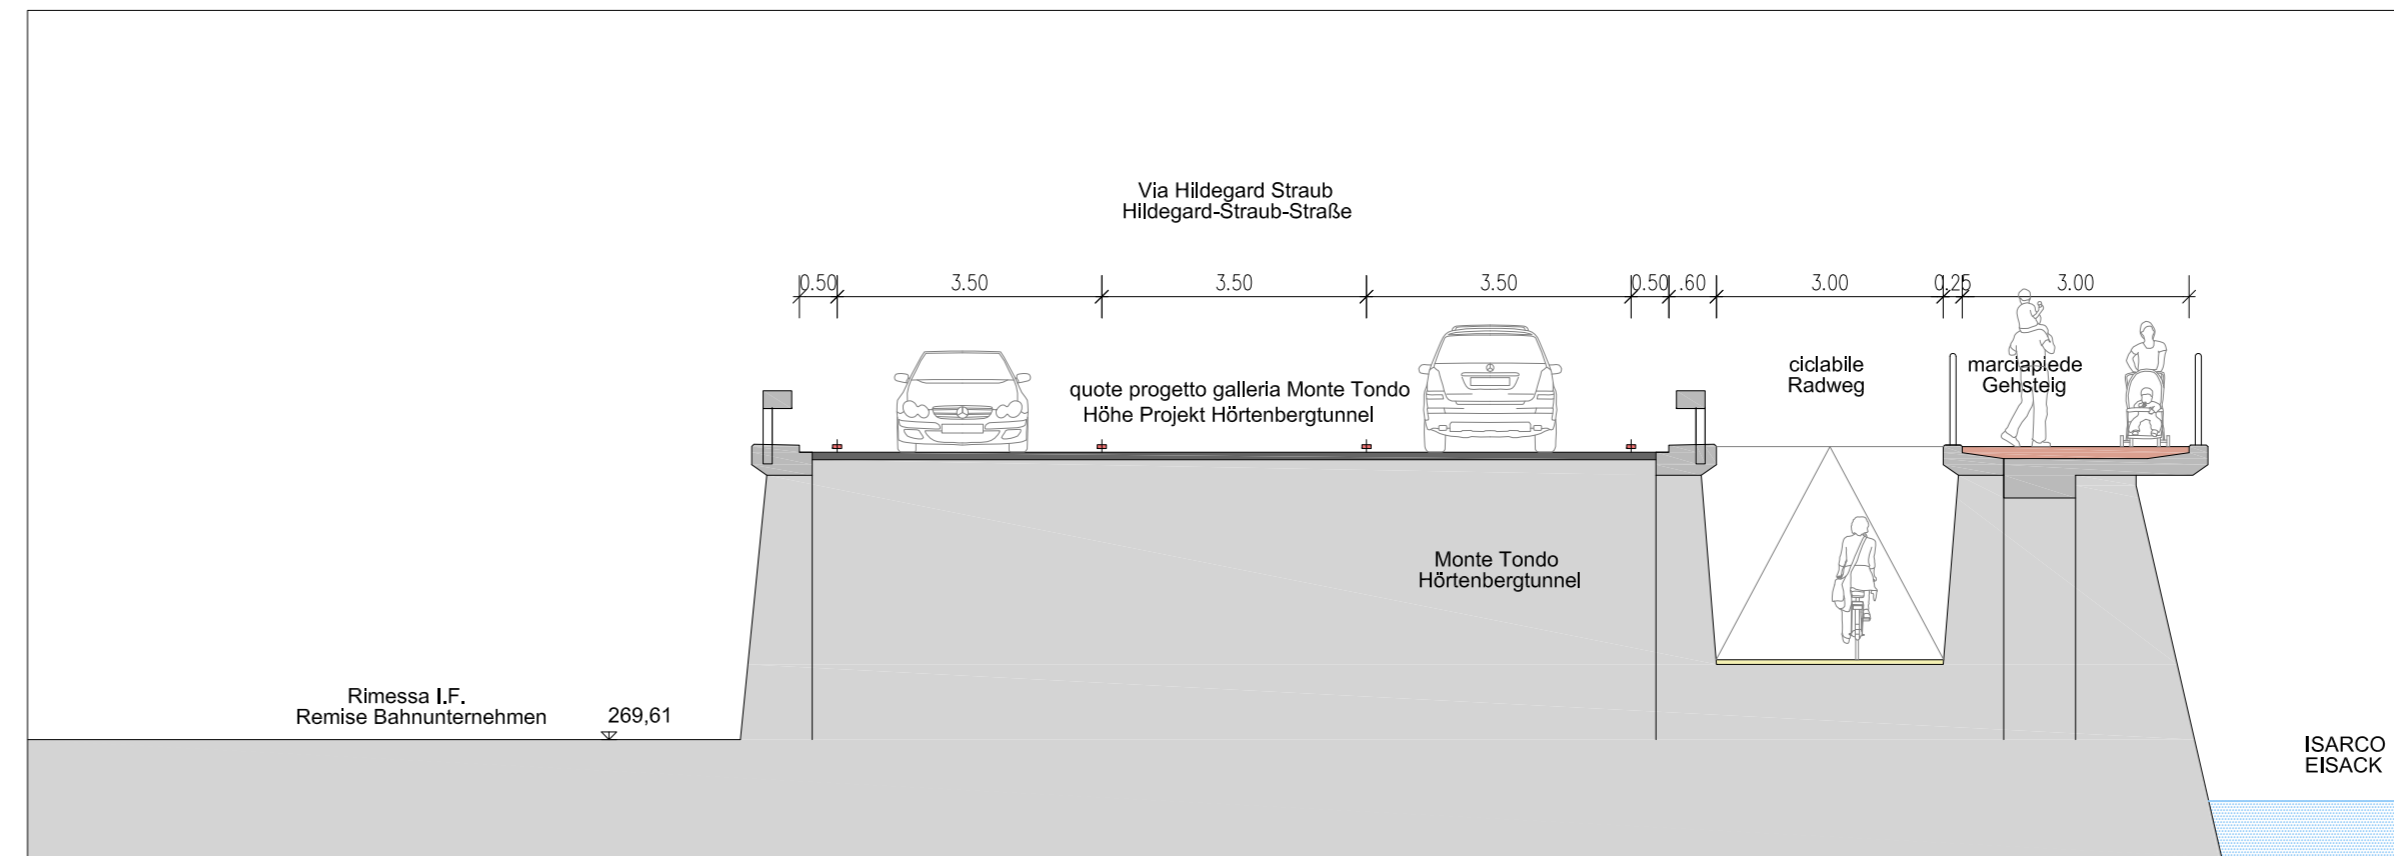 Via Hildegard Straub
Hildegard-Straub-Straße
0.50 3.50 3.50 3.50 0.50 .60 3.00 0.25 3.00
ciclabile
Radweg
marciapiede
Gehsteig
quote progetto galleria Monte Tondo
Höhe Projekt Hörtenbergtunnel
Monte Tondo
Hörtenbergtunnel
Rimessa I.F.
Remise Bahnunternehmen
269,61
ISARCO
EISACK